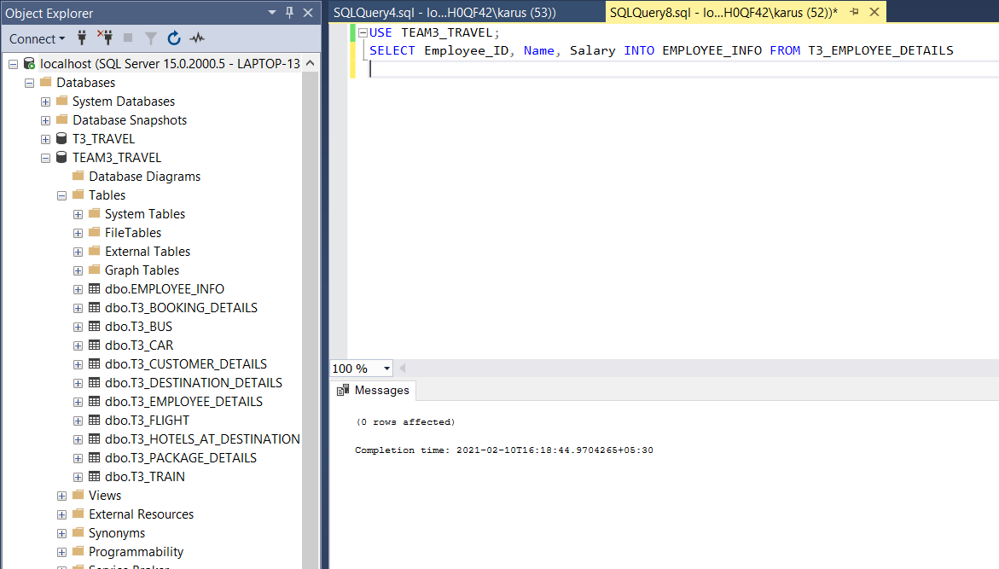 Object Explorer
Connect
localhost (SQL Server 15.0.2000.5 - LAPTOP-13
Databases
System Databases
Database Snapshots
T3_TRAVEL
TEAM3_TRAVEL
Database Diagrams
Tables
System Tables
FileTables
External Tables
Graph Tables
dbo.EMPLOYEE_INFO
dbo.T3_BOOKING_DETAILS
dbo.T3_BUS
dbo.T3_CAR
dbo.T3_CUSTOMER_DETAILS
dbo.T3_DESTINATION_DETAILS
dbo.T3_EMPLOYEE_DETAILS
dbo.T3_FLIGHT
dbo.T3_HOTELS_AT_DESTINATION
dbo.T3_PACKAGE_DETAILS
dbo.T3_TRAIN
Views
External Resources
Synonyms
Programmability
Service Broker
SQLQuery4.sql - lo...H0QF42\karus (53))
SQLQuery8.sql - lo...H0QF42\karus (52))*
USE TEAM3_TRAVEL;
SELECT Employee_ID, Name, Salary INTO EMPLOYEE_INFO FROM T3_EMPLOYEE_DETAILS
100 %
Messages
(0 rows affected)
Completion time: 2021-02-10T16:18:44.9704265+05:30